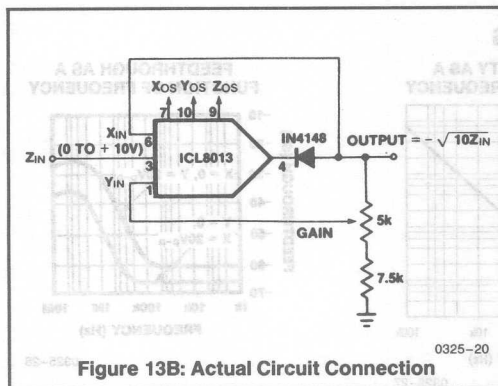 XOS YOS ZOS
7 10 9
XIN
6
ZIN (0 TO + 10V) 3 ICL8013 4 IN4148 OUTPUT = − √10ZIN
YIN
1
GAIN 5k
7.5k
0325–20
Figure 13B: Actual Circuit Connection